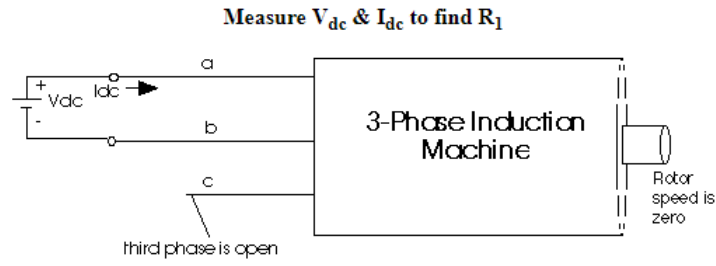 Measure Vdc & Idc to find R1
a
+
Idc
Vdc
-
b
3-Phase Induction
Machine
c
Rotor
speed is
zero
third phase is open